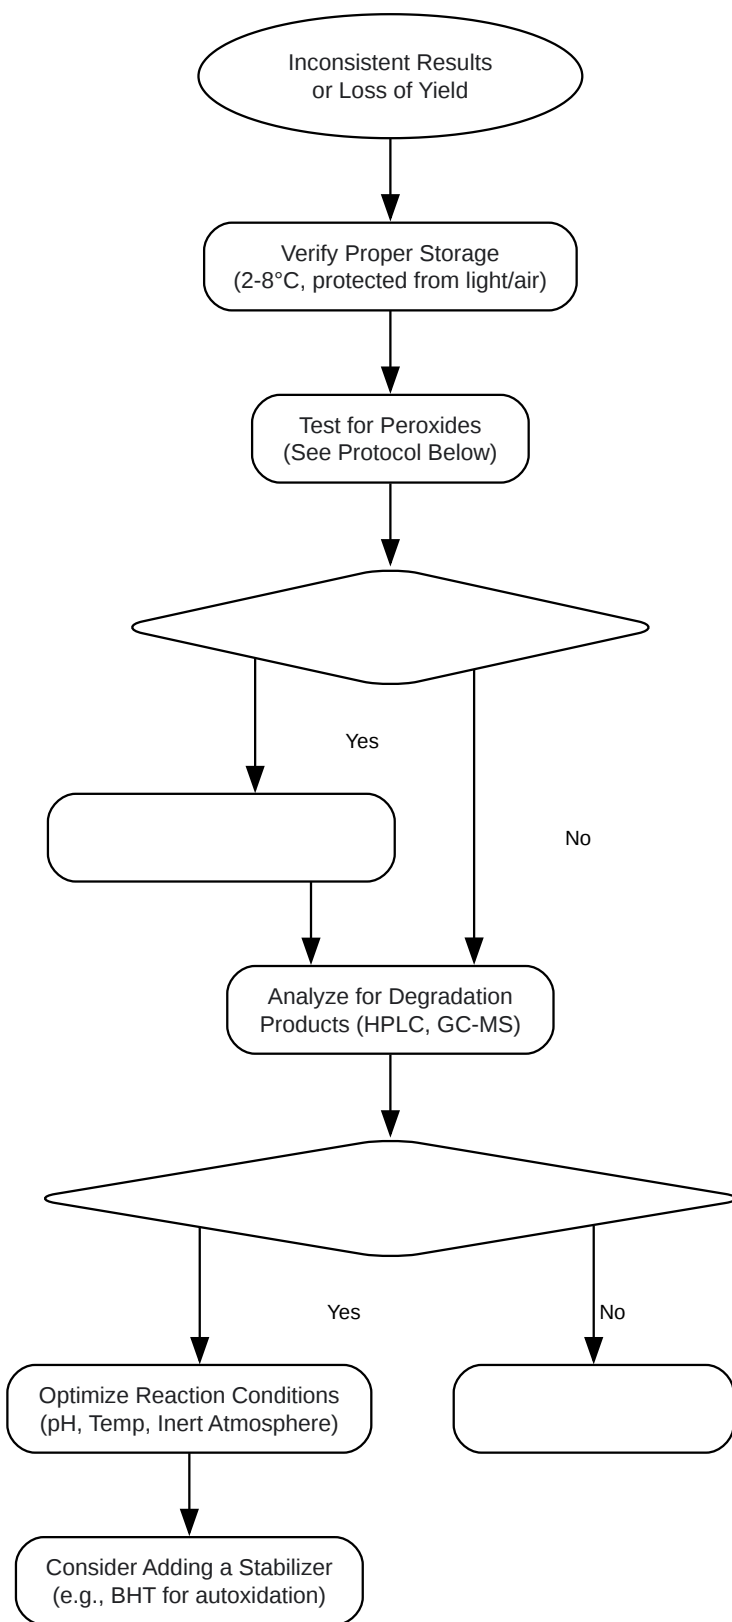 Inconsistent Results
or Loss of Yield
Verify Proper Storage
(2-8°C, protected from light/air)
Test for Peroxides
(See Protocol Below)
Yes
No
Analyze for Degradation
Products (HPLC, GC-MS)
Yes
No
Optimize Reaction Conditions
(pH, Temp, Inert Atmosphere)
Consider Adding a Stabilizer
(e.g., BHT for autoxidation)